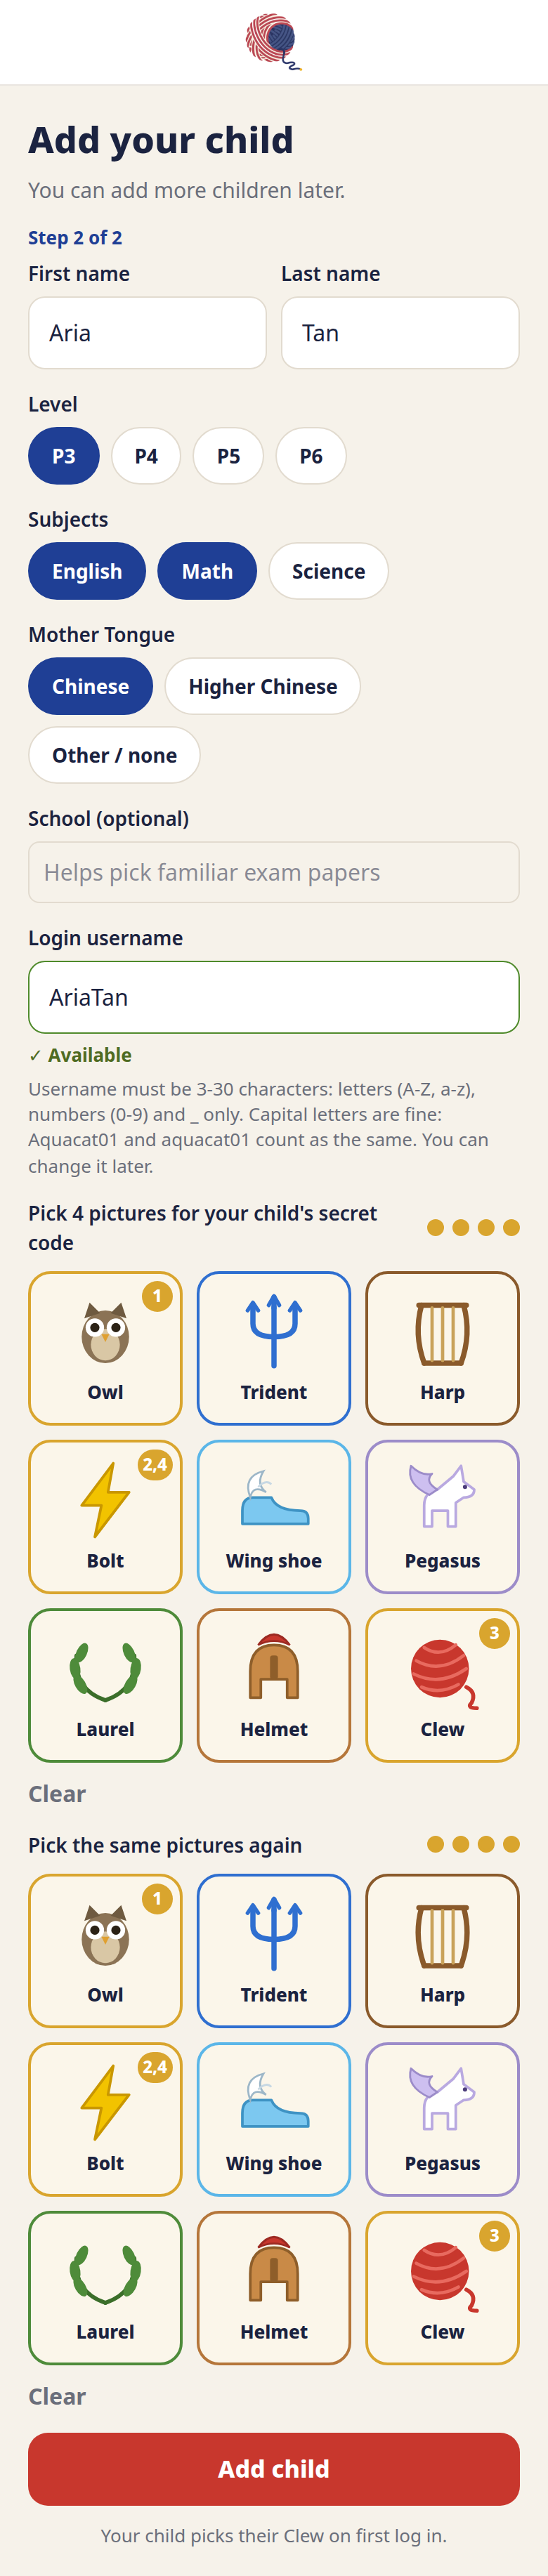 Add your child
You can add more children later.
Step 2 of 2
First name Last name
Aria Tan
Level
P3 P4 P5 P6
Subjects
English Math Science
Mother Tongue
Chinese Higher Chinese
Other / none
School (optional)
Helps pick familiar exam papers
Login username
AriaTan
✓ Available
Username must be 3-30 characters: letters (A-Z, a-z),
numbers (0-9) and _ only. Capital letters are fine:
Aquacat01 and aquacat01 count as the same. You can
change it later.
Pick 4 pictures for your child's secret
code
1
Owl Trident Harp
2,4
Bolt Wing shoe Pegasus
3
Laurel Helmet Clew
Clear
Pick the same pictures again
1
Owl Trident Harp
2,4
Bolt Wing shoe Pegasus
3
Laurel Helmet Clew
Clear
Add child
Your child picks their Clew on first log in.